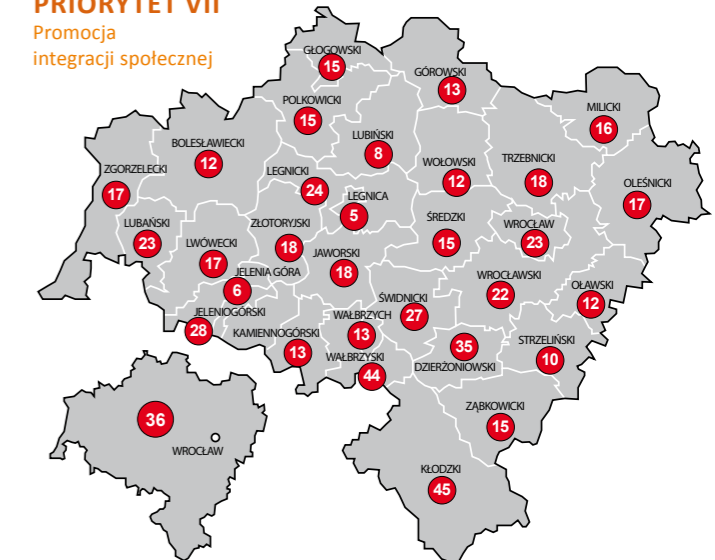 PRIORYTET VII
Promocja
integracji społecznej
GŁOGOWSKI
15
GÓROWSKI
13
POLKOWICKI
15
MILICKI
16
LUBIŃSKI
8
BOLESŁAWIECKI
12
WOŁOWSKI
12
TRZEBNICKI
18
ZGORZELECKI
17
LEGNICKI
24
OLEŚNICKI
17
LEGNICA
5
LUBAŃSKI
23
ZŁOTORYJSKI
18
ŚREDZKI
15
WROCŁAW
23
LWÓWECKI
17
JAWORSKI
18
JELENIA GÓRA
6
WROCŁAWSKI
22
OŁAWSKI
12
ŚWIDNICKI
27
JELENIOGÓRSKI
28
WAŁBRZYCH
13
KAMIENNOGÓRSKI
13
STRZELIŃSKI
10
35
DZIERŻONIOWSKI
WAŁBRZYSKI
44
ZĄBKOWICKI
15
36
WROCŁAW
KŁODZKI
45